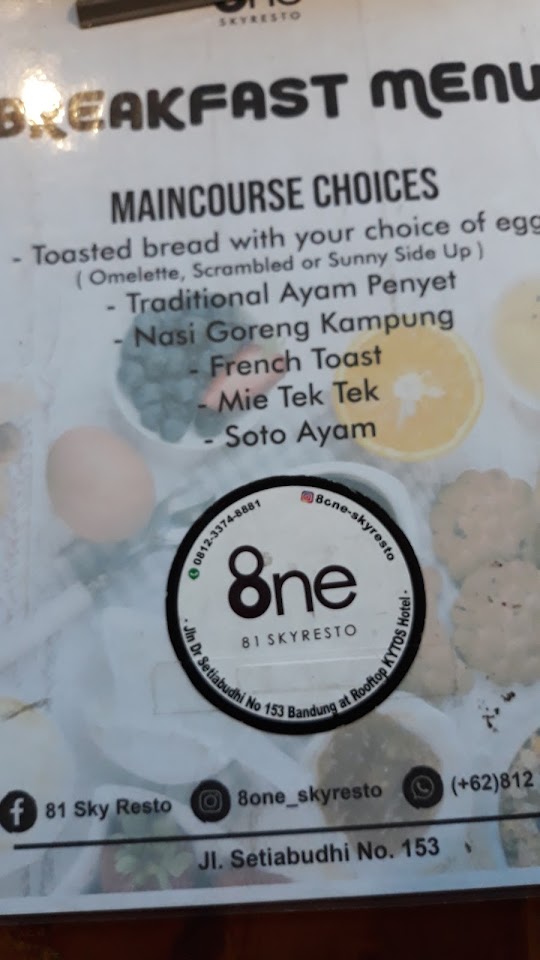 8ne
SKYRESTO
BREAKFAST MENU
MAINCOURSE CHOICES
- Toasted bread with your choice of egg
( Omelette, Scrambled or Sunny Side Up )
- Traditional Ayam Penyet
- Nasi Goreng Kampung
- French Toast
- Mie Tek Tek
- Soto Ayam
0812-3374-8881
8one-skyresto
8ne
81 SKYRESTO
· Jln Dr Setiabudhi No 153 Bandung at Rooftop KYTOS Hotel ·
81 Sky Resto
8one_skyresto
(+62)812
Jl. Setiabudhi No. 153